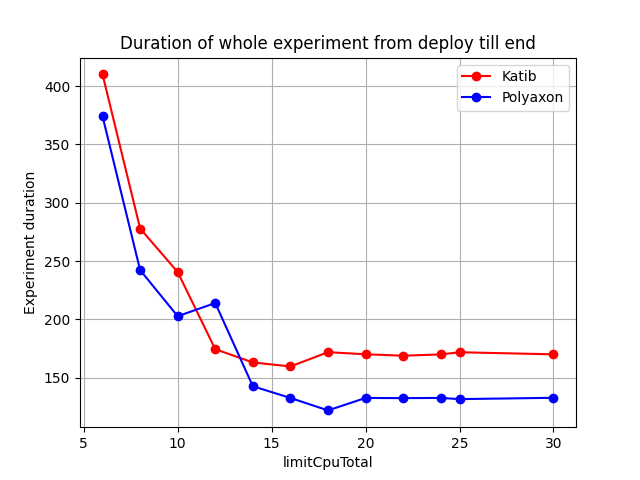 Duration of whole experiment from deploy till end
Katib
Polyaxon
Experiment duration
400
350
300
250
200
150
5
10
15
20
25
30
limitCpuTotal